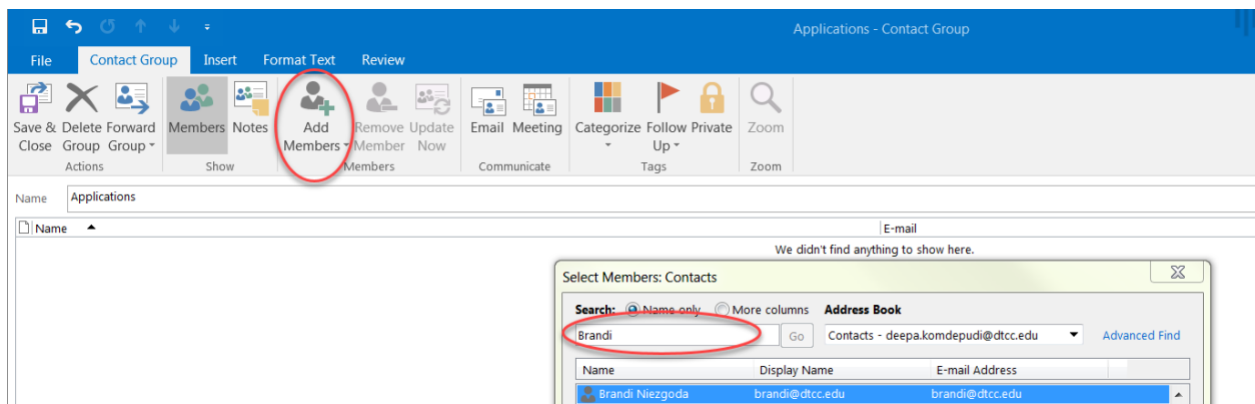 Applications - Contact Group
File Contact Group Insert Format Text Review
Save & Delete Forward Members Notes Add Remove Update Email Meeting Categorize Follow Private Zoom
Close Group Group Members Member Now Up
Actions Show Members Communicate Tags Zoom
Name Applications
Name E-mail
We didn't find anything to show here.
Select Members: Contacts
Search: Name only More columns Address Book
Brandi Go Contacts - deepa.komdepudi@dtcc.edu Advanced Find
Name Display Name E-mail Address
Brandi Niezgoda brandi@dtcc.edu brandi@dtcc.edu